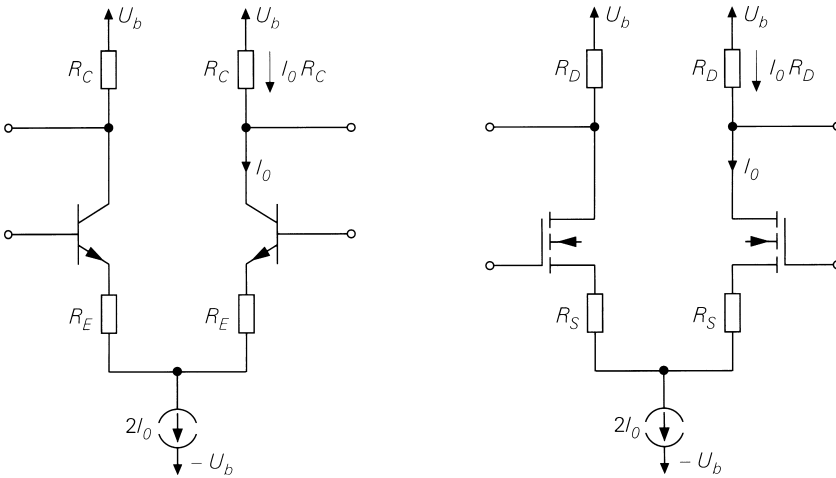 U_b U_b U_b U_b
R_C R_C I_0 R_C R_D R_D I_0 R_D
I_0 I_0
R_E R_E R_S R_S
2I_0 2I_0
– U_b – U_b